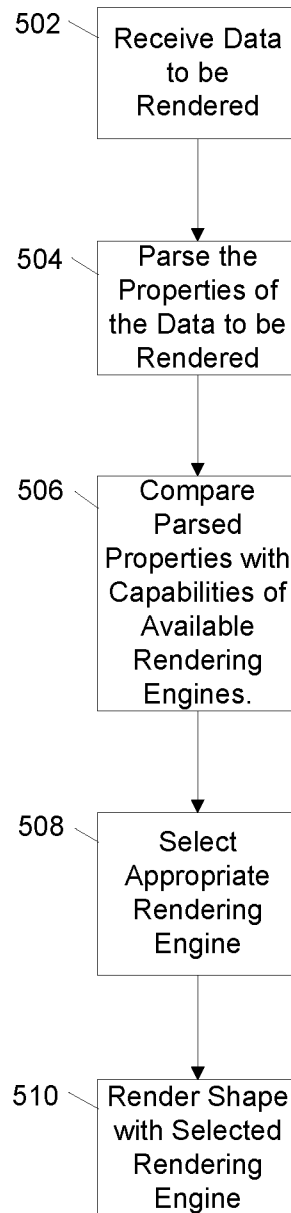 502
Receive Data
to be
Rendered
504
Parse the
Properties of
the Data to be
Rendered
506
Compare
Parsed
Properties with
Capabilities of
Available
Rendering
Engines.
508
Select
Appropriate
Rendering
Engine
510
Render Shape
with Selected
Rendering
Engine